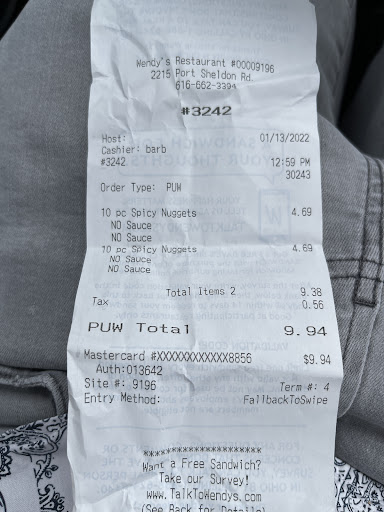 Wendy's Restaurant #00009196
2215 Port Sheldon Rd.
616-662-3394
#3242
Host: 01/13/2022
Cashier: barb
#3242 12:59 PM
30243
Order Type: PUW
10 pc Spicy Nuggets 4.69
NO Sauce
NO Sauce
10 pc Spicy Nuggets 4.69
NO Sauce
NO Sauce
Total Items 2 9.38
Tax 0.56
PUW Total 9.94
Mastercard #XXXXXXXXXXXX8856 $9.94
Auth:013642
Site #: 9196 Term #: 4
Entry Method: FallbackToSwipe
********************
Want a Free Sandwich?
Take our Survey!
www.TalkToWendys.com
(See Back for Details)